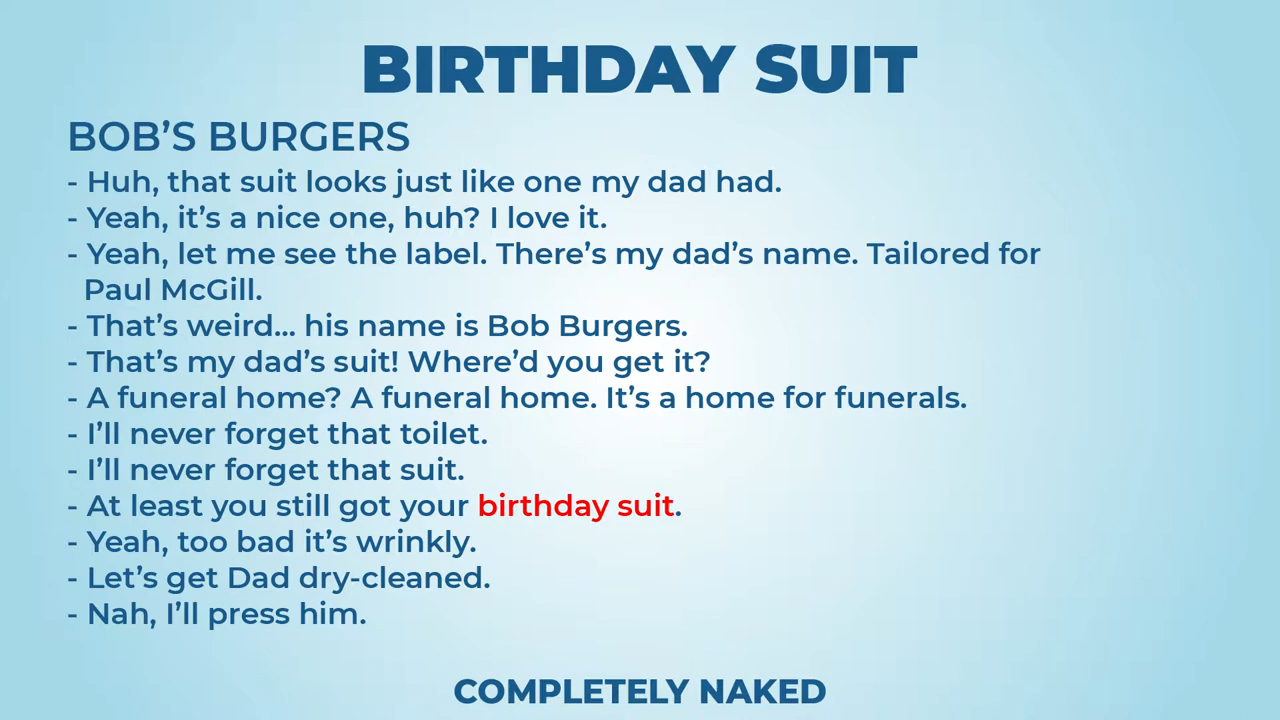 BIRTHDAY SUIT
BOB’S BURGERS
- Huh, that suit looks just like one my dad had.
- Yeah, it’s a nice one, huh? I love it.
- Yeah, let me see the label. There’s my dad’s name. Tailored for
Paul McGill.
- That’s weird... his name is Bob Burgers.
- That’s my dad’s suit! Where’d you get it?
- A funeral home? A funeral home. It’s a home for funerals.
- I’ll never forget that toilet.
- I’ll never forget that suit.
- At least you still got your birthday suit.
- Yeah, too bad it’s wrinkly.
- Let’s get Dad dry-cleaned.
- Nah, I’ll press him.
COMPLETELY NAKED